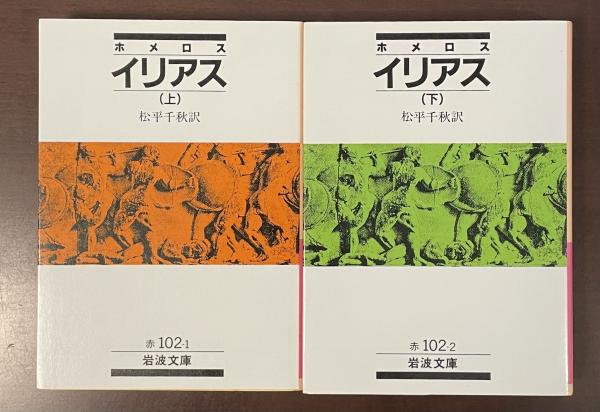 ホメロス
イリアス
(上)
松平千秋訳
赤 102-1
岩波文庫
ホメロス
イリアス
(下)
松平千秋訳
赤 102-2
岩波文庫